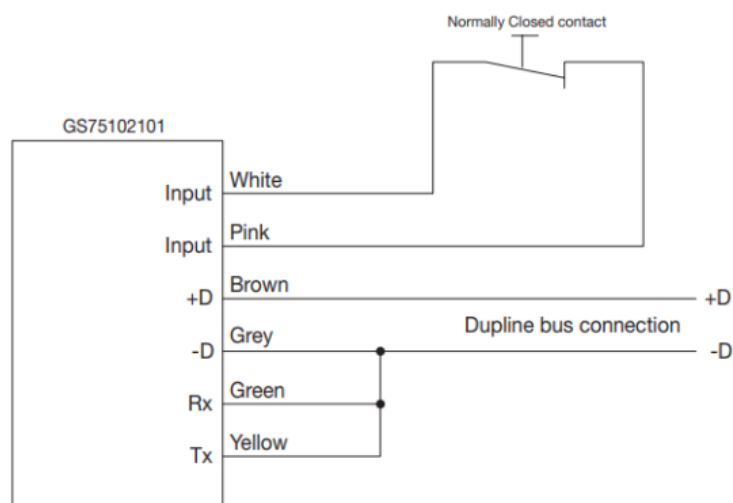 Normally Closed contact
GS75102101
Input White
Input Pink
+D Brown +D
Dupline bus connection
-D Grey -D
Rx Green
Tx Yellow